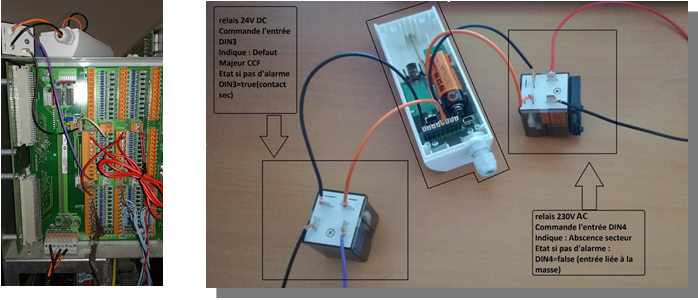 relais 24V DC
Commande l'entrée
DIN3
Indique : Defaut
Majeur CCF
Etat si pas d'alarme
DIN3=true(contact
sec)
relais 230V AC
Commande l'entrée DIN4
Indique : Abscence secteur
Etat si pas d'alarme :
DIN4=false (entrée liée à la
masse)